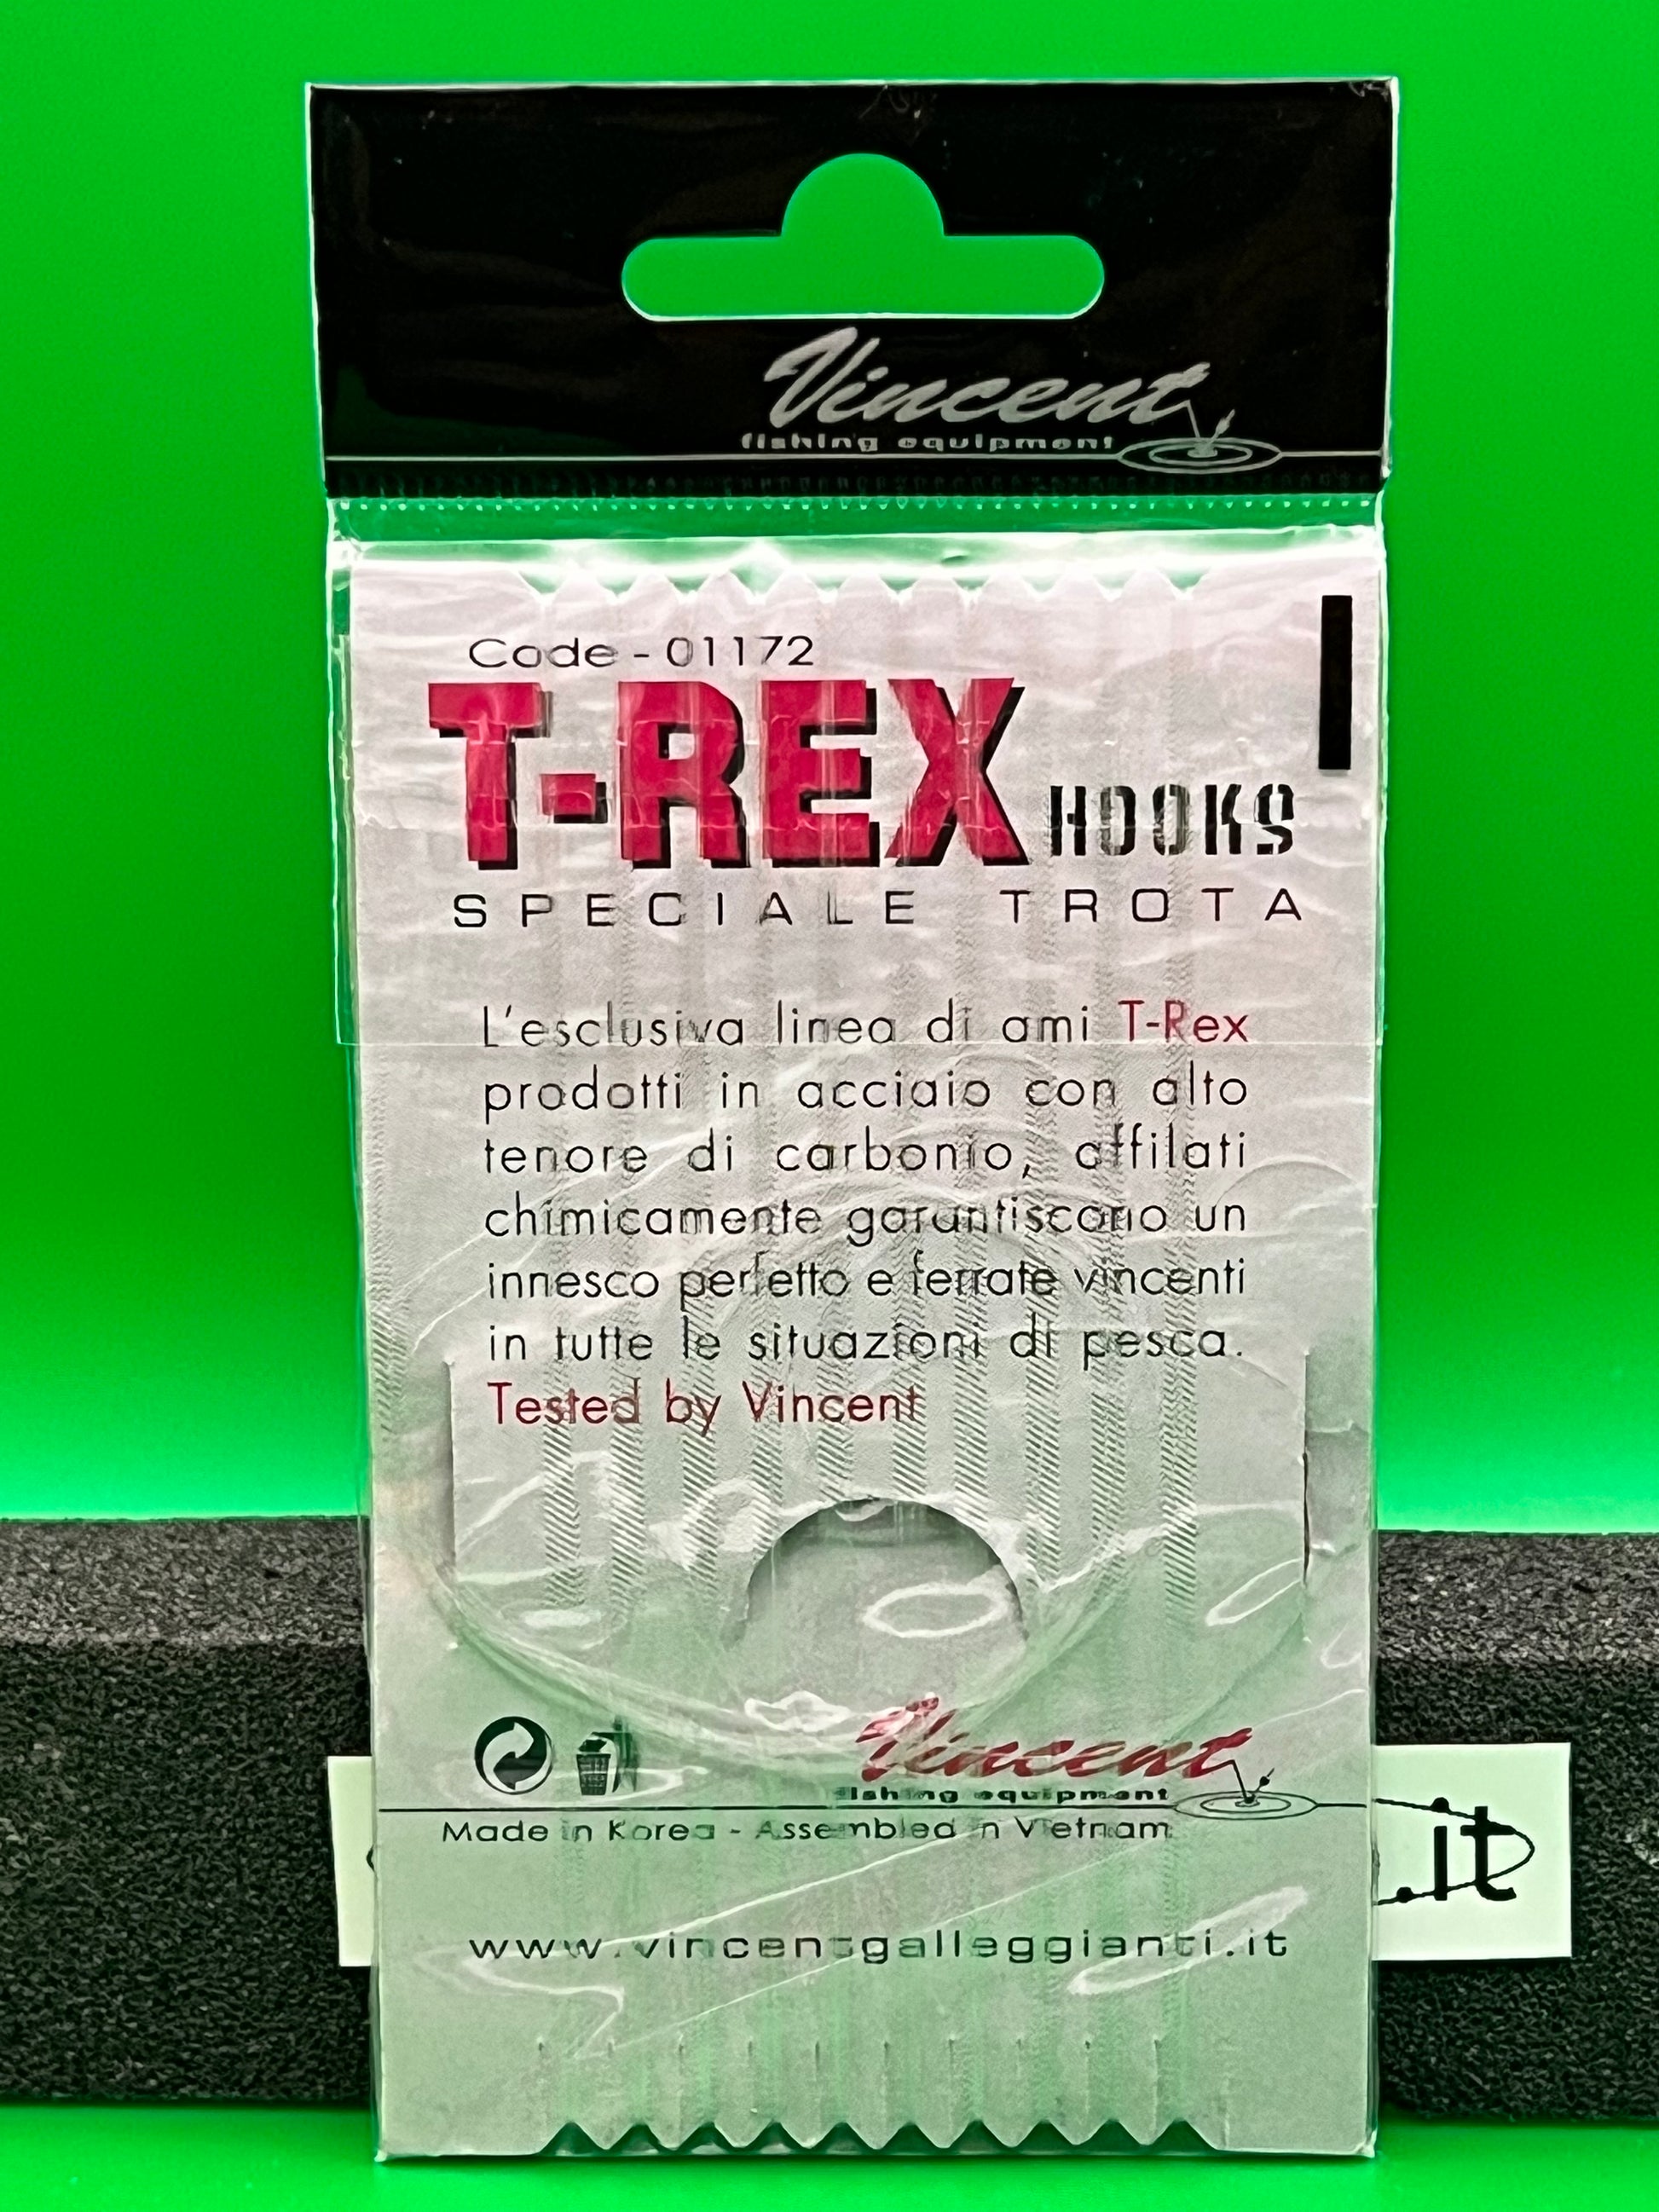 Vincent
fishing equipment
Code - 01172
T-REX HOOKS
SPECIALE TROTA
L'esclusiva linea di ami T-Rex
prodotti in acciaio con alto
tenore di carbonio, affilati
chimicamente garantiscono un
innesco perfetto e ferrate vincenti
in tutte le situazioni di pesca.
Tested by Vincent
Vincent
fishing equipment
Made in Korea - Assembled in Vietnam
.it
www.vincentgalleggianti.it